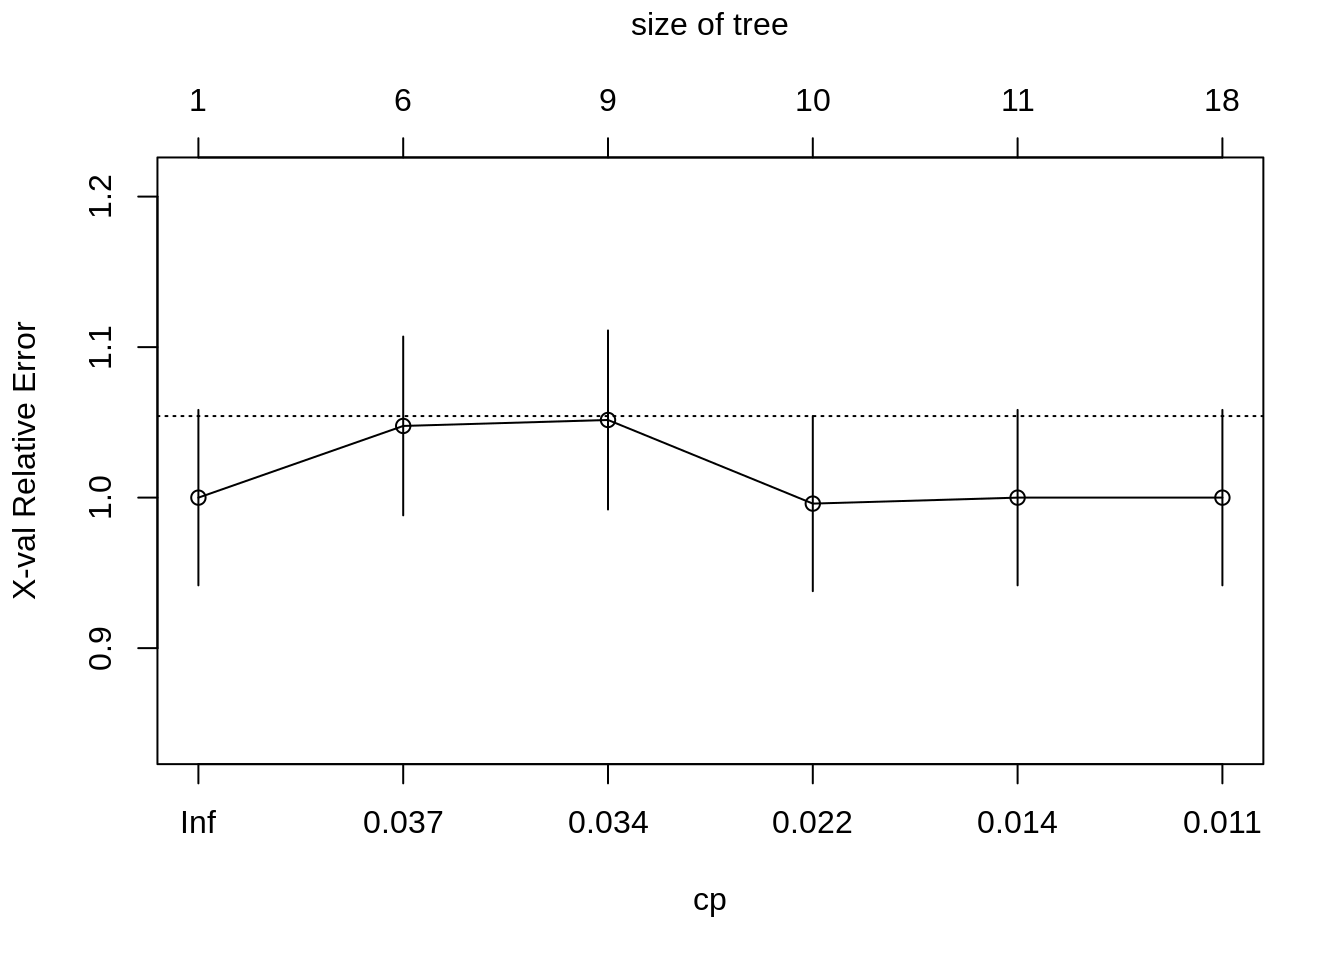 size of tree
1 6 9 10 11 18
X-val Relative Error
1.2
1.1
1.0
0.9
Inf 0.037 0.034 0.022 0.014 0.011
cp